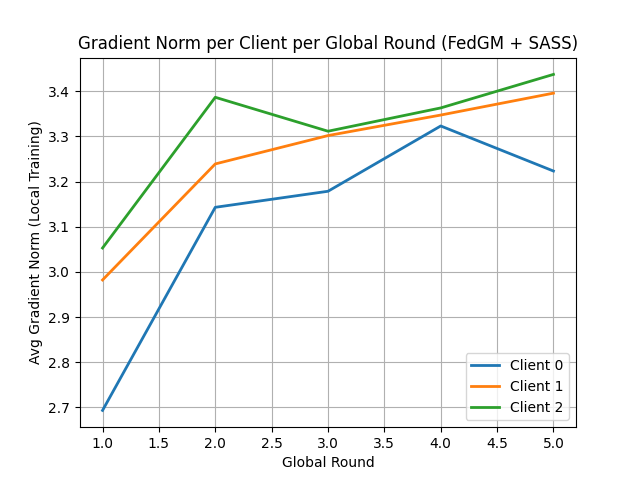 Gradient Norm per Client per Global Round (FedGM + SASS)
Avg Gradient Norm (Local Training)
3.4
3.3
3.2
3.1
3.0
2.9
2.8
2.7
Client 0
Client 1
Client 2
1.0 1.5 2.0 2.5 3.0 3.5 4.0 4.5 5.0
Global Round